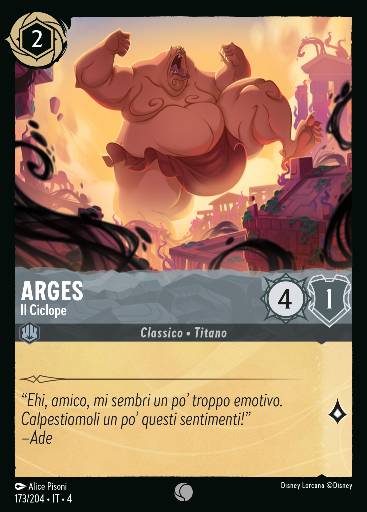 2
ARGES
Il Ciclope
4
1
Classico • Titano
“Ehi, amico, mi sembri un po’ troppo emotivo.
Calpestiamoli un po’ questi sentimenti!”
–Ade
Alice Pisoni
173/204 • IT • 4
Disney Lorcana ©Disney